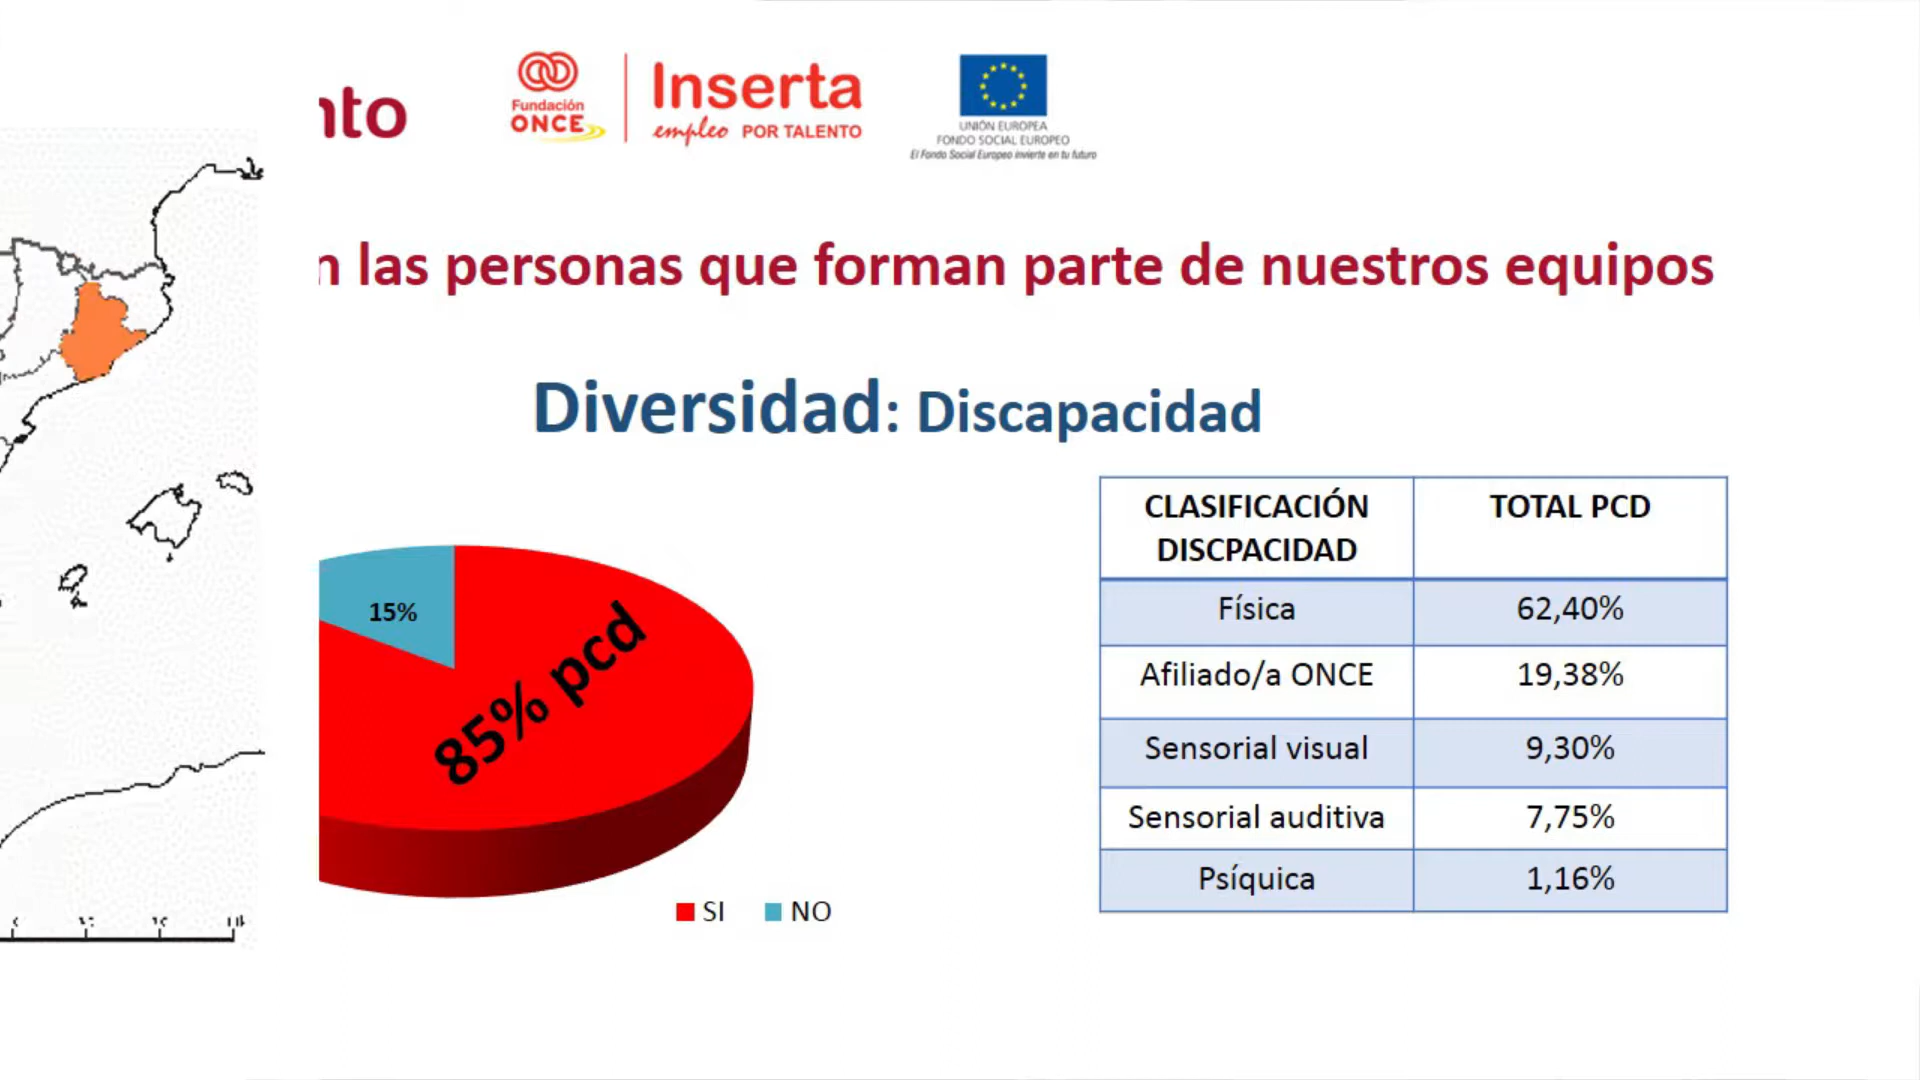 nto
Fundación
ONCE
Inserta
empleo POR TALENTO
UNIÓN EUROPEA
FONDO SOCIAL EUROPEO
El Fondo Social Europeo invierte en tu futuro
n las personas que forman parte de nuestros equipos
Diversidad: Discapacidad
15%
85% pcd
SI NO
CLASIFICACIÓN DISCPACIDAD TOTAL PCD
Física 62,40%
Afiliado/a ONCE 19,38%
Sensorial visual 9,30%
Sensorial auditiva 7,75%
Psíquica 1,16%